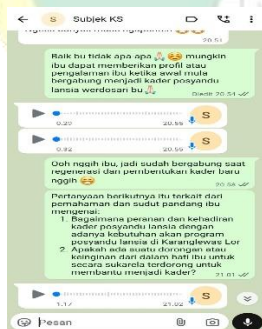 S Subjek KS
20.51
Baik bu tidak apa apa 🙏😊 mungkin
ibu dapat memberikan profil atau
pengalaman ibu ketika awal mula
bergabung menjadi kader posyandu
lansia werdosari bu 🙏
Diedit 20.54
S
0.20 20.55
S
0.32 20.56
Ooh nggih ibu, jadi sudah bergabung saat
regenerasi dan pembentukan kader baru
nggih 😊
20.58
Pertanyaan berikutnya itu terkait dari
pemahaman dan sudut pandang ibu
mengenai:
1. Bagaimana peranan dan kehadiran
kader posyandu lansia dengan
adanya kebutuhan akan program
posyandu lansia di Karanglewas Lor
2. Apakah ada suatu dorongan atau
keinginan dari dalam hati ibu untuk
secara sukarela terdorong untuk
membantu menjadi kader?
21.01
S
1.17 21.02
Pesan